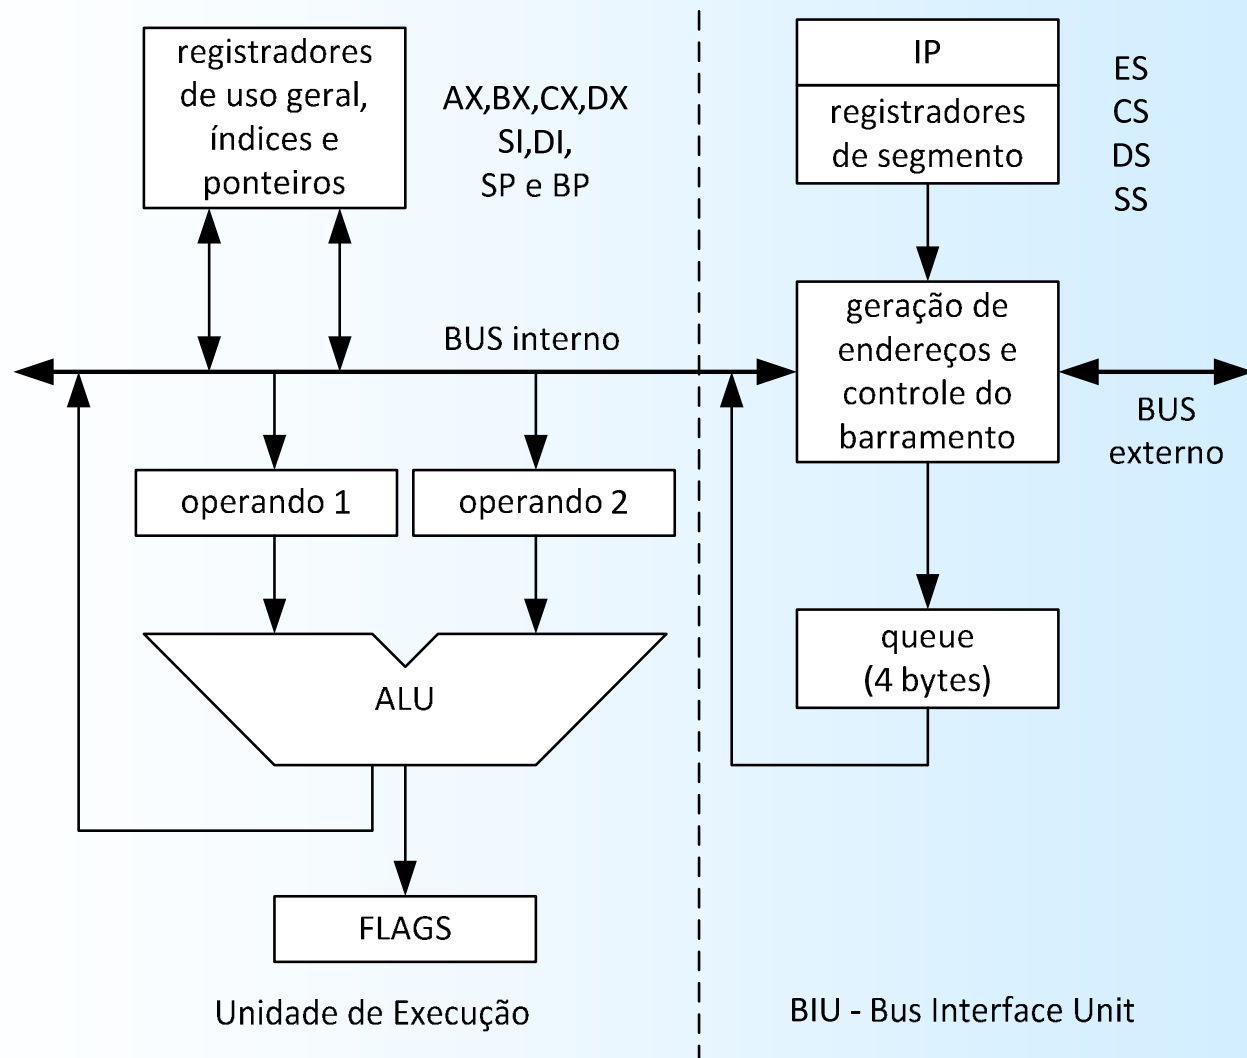 registradores
de uso geral,
índices e
ponteiros
AX,BX,CX,DX
SI,DI,
SP e BP
IP
registradores
de segmento
ES
CS
DS
SS
BUS interno
geração de
endereços e
controle do
barramento
BUS
externo
operando 1
operando 2
ALU
queue
(4 bytes)
FLAGS
Unidade de Execução
BIU - Bus Interface Unit